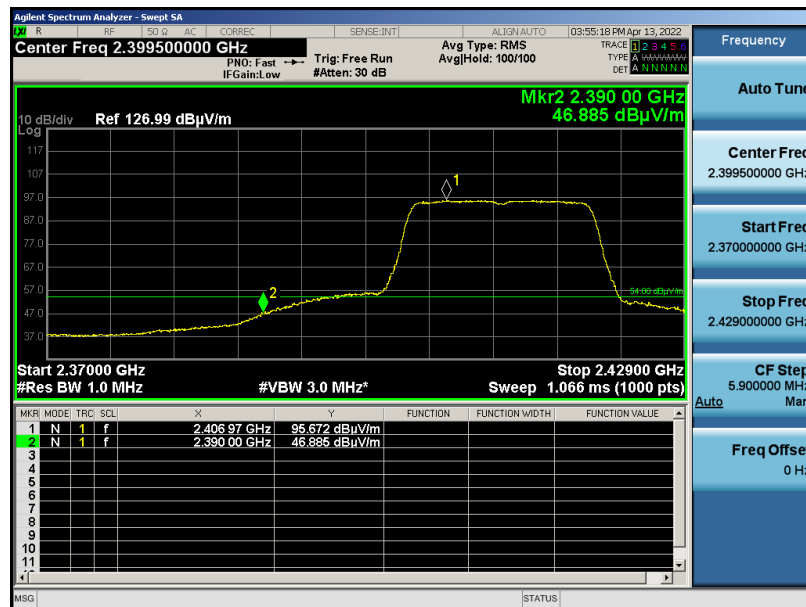 Agilent Spectrum Analyzer - Swept SA
LXI R RF 50 Ω AC CORREC SENSE:INT ALIGN AUTO 03:55:18 PM Apr 13, 2022
Center Freq 2.399500000 GHz
PNO: Fast
IFGain:Low
Trig: Free Run
#Atten: 30 dB
Avg Type: RMS
Avg|Hold: 100/100
TRACE 1 2 3 4 5 6
TYPE A WWWWW
DET A N N N N N
Mkr2 2.390 00 GHz
46.885 dBµV/m
10 dB/div Ref 126.99 dBµV/m
Log
117
107
97.0
87.0
77.0
67.0
57.0
47.0
37.0
1
2
54.00 dBµV/m
Start 2.37000 GHz Stop 2.42900 GHz
#Res BW 1.0 MHz #VBW 3.0 MHz* Sweep 1.066 ms (1000 pts)
MKR MODE TRC SCL X Y FUNCTION FUNCTION WIDTH FUNCTION VALUE
1 N 1 f 2.406 97 GHz 95.672 dBµV/m
2 N 1 f 2.390 00 GHz 46.885 dBµV/m
3
4
5
6
7
8
9
10
11
MSG STATUS
Frequency
Auto Tune
Center Freq
2.399500000 GHz
Start Freq
2.370000000 GHz
Stop Freq
2.429000000 GHz
CF Step
5.900000 MHz
Auto Man
Freq Offset
0 Hz